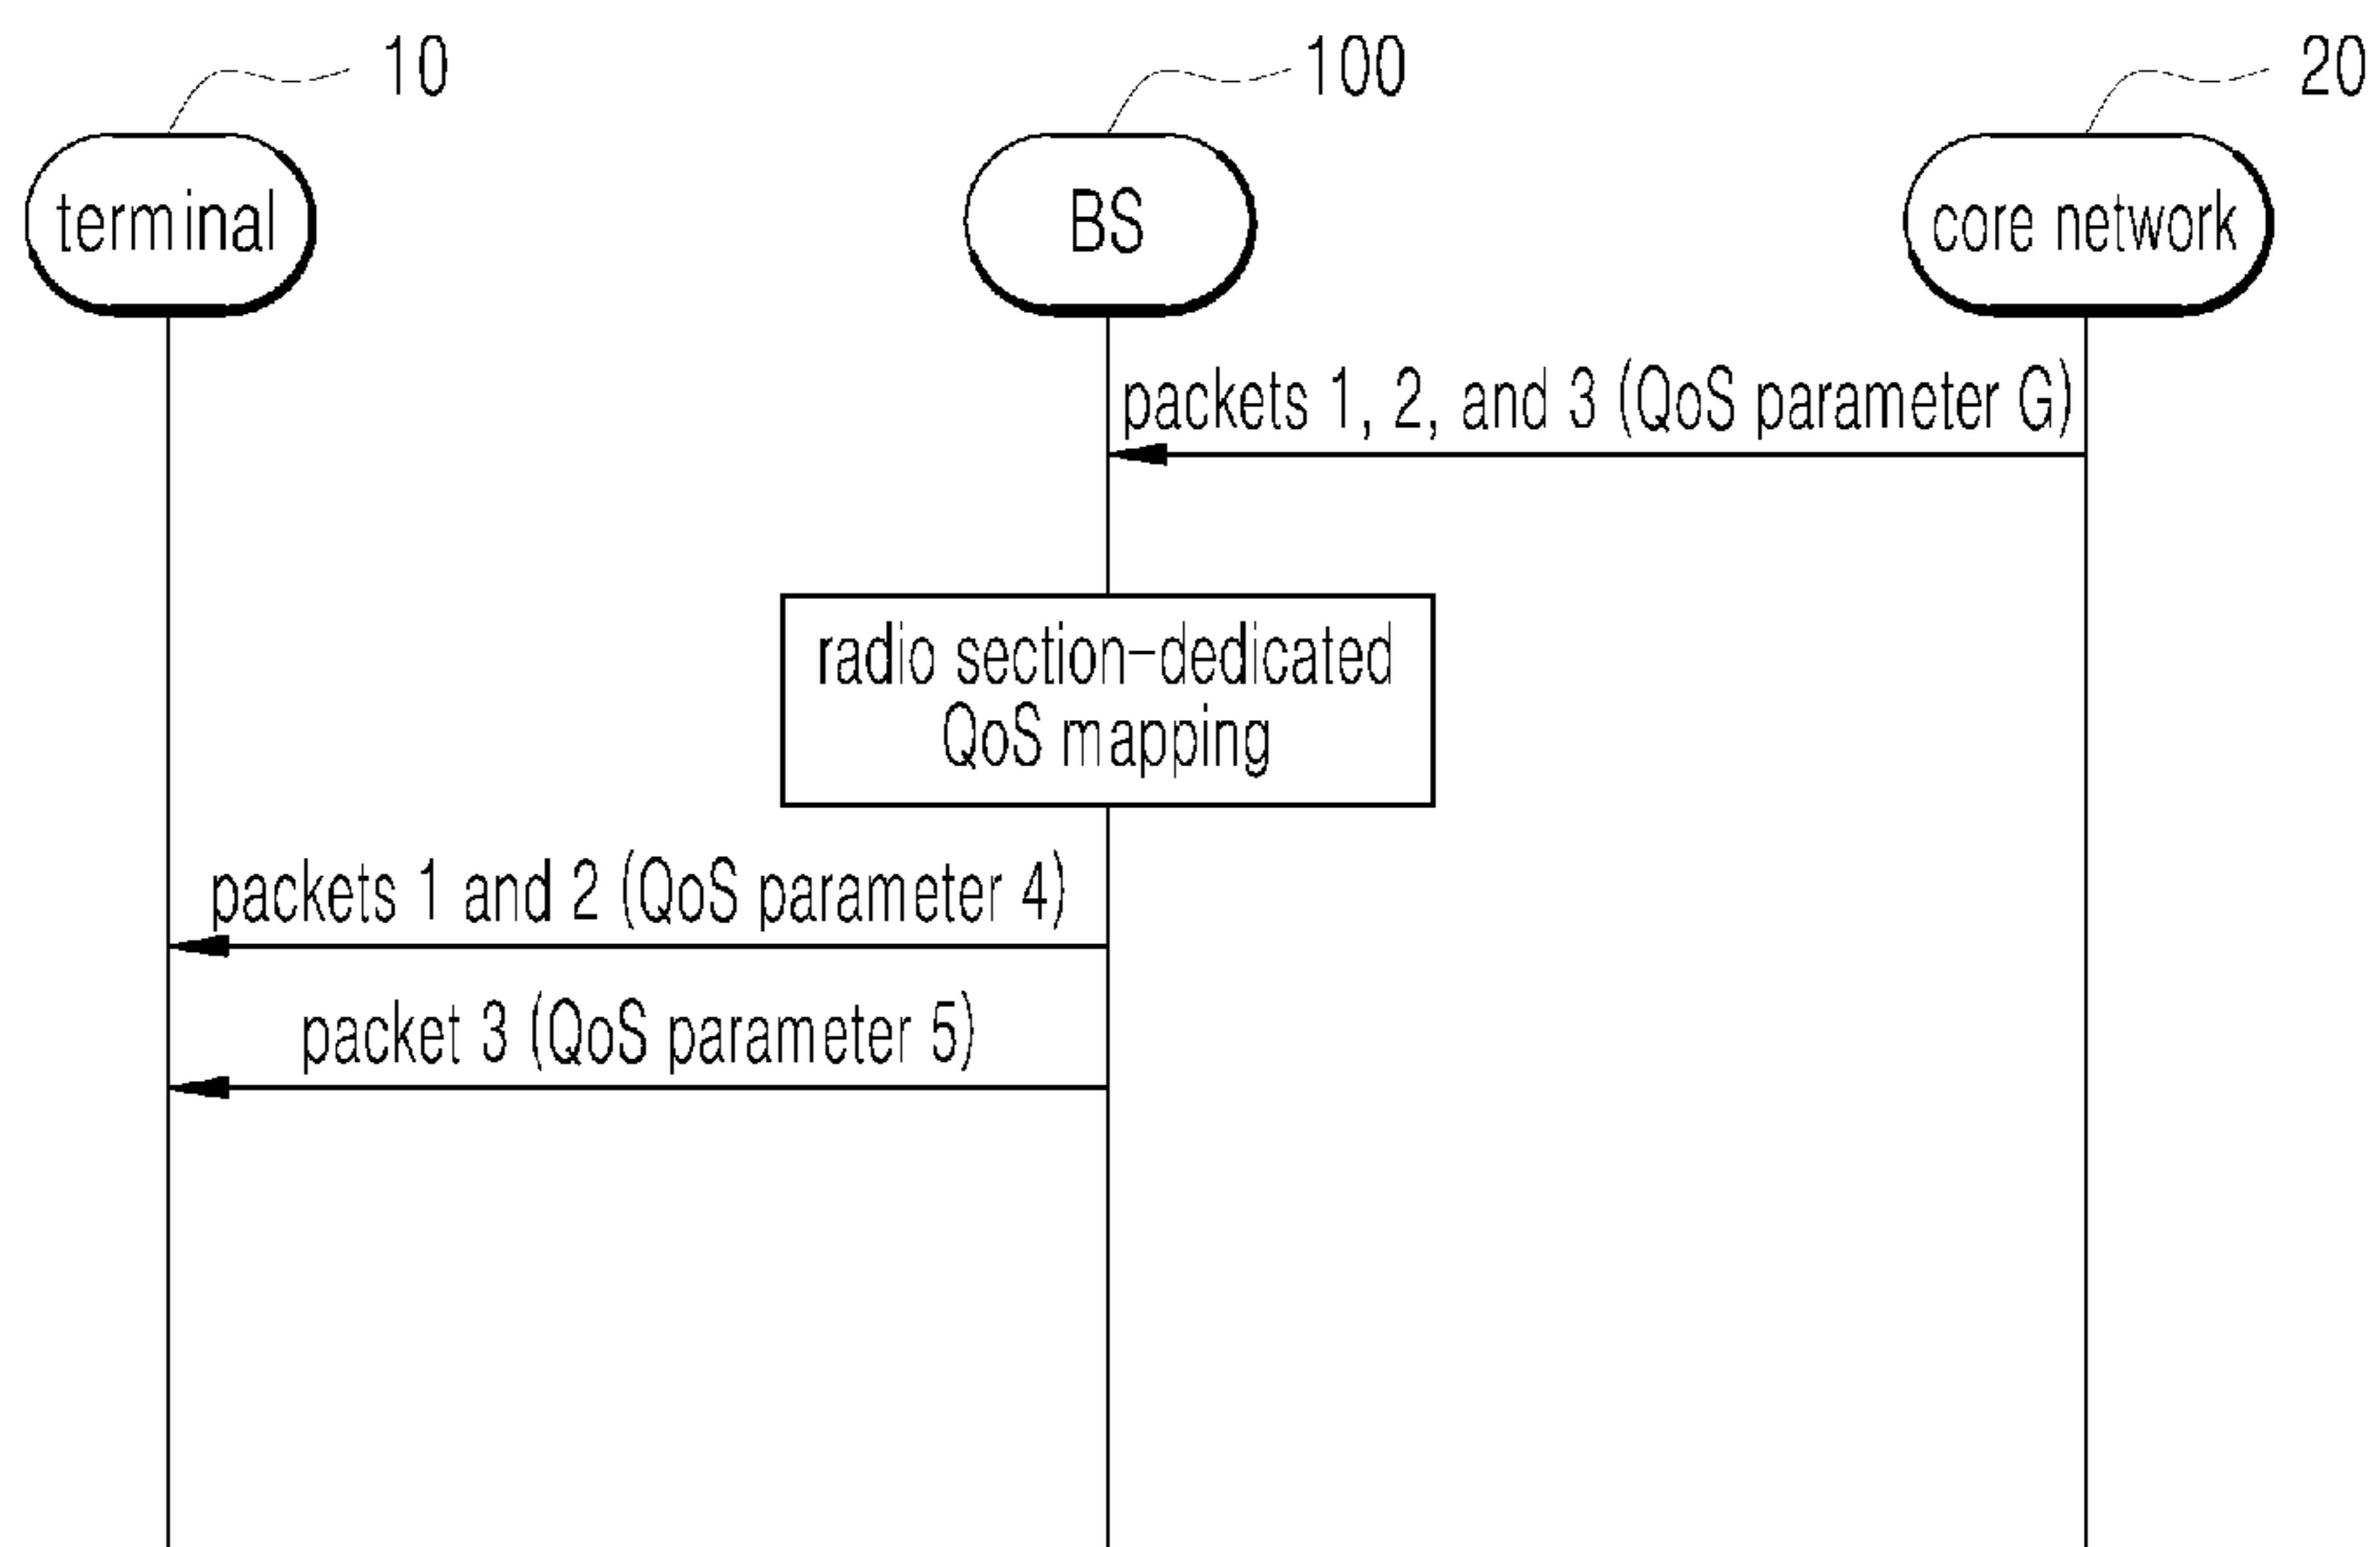 10
100
20
terminal
BS
core network
packets 1, 2, and 3 (QoS parameter G)
radio section-dedicated
QoS mapping
packets 1 and 2 (QoS parameter 4)
packet 3 (QoS parameter 5)